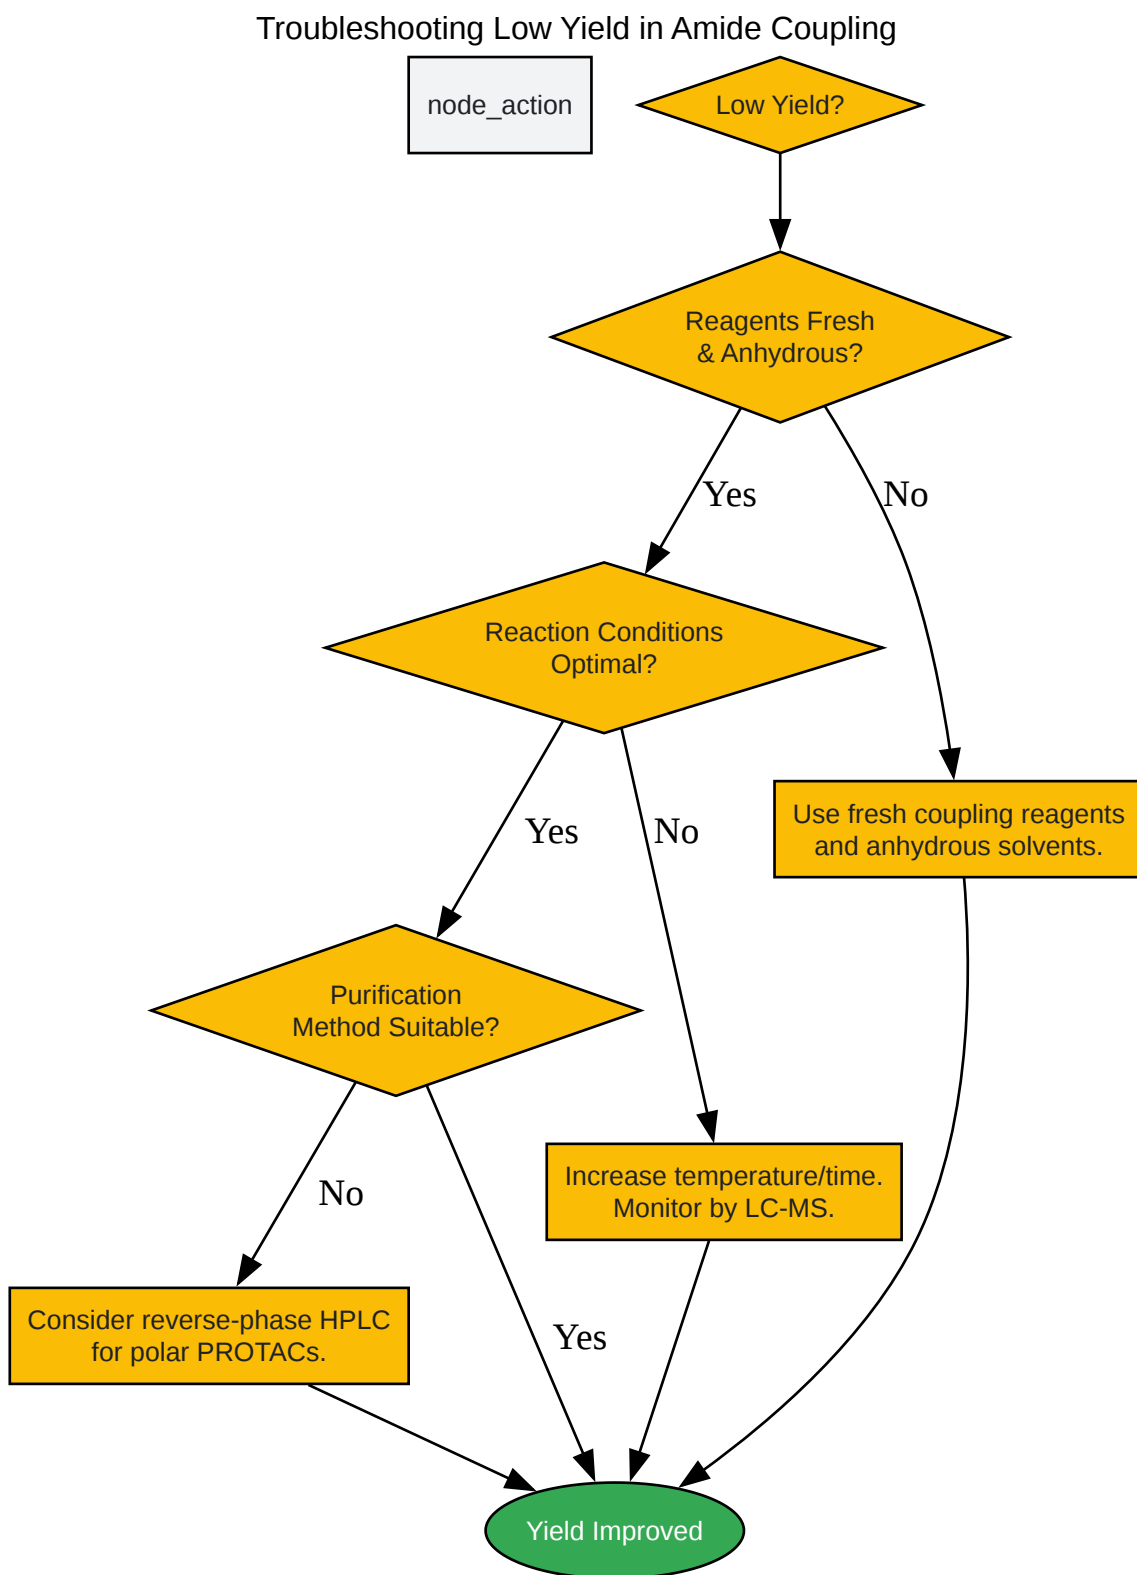 Troubleshooting Low Yield in Amide Coupling
node_action
Low Yield?
Reagents Fresh
& Anhydrous?
Yes
No
Reaction Conditions
Optimal?
Yes
No
Use fresh coupling reagents
and anhydrous solvents.
Purification
Method Suitable?
No
Increase temperature/time.
Monitor by LC-MS.
Consider reverse-phase HPLC
for polar PROTACs.
Yes
Yield Improved